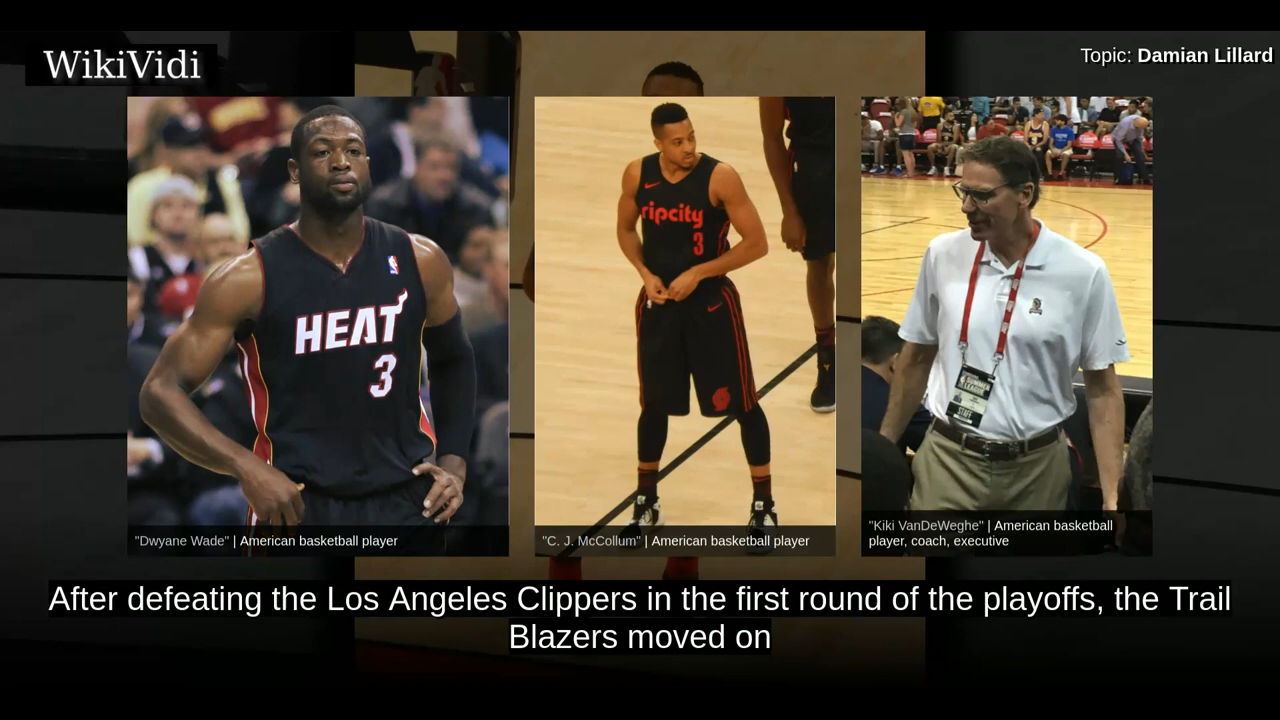 WikiVidi
Topic: Damian Lillard
HEAT
3
ripcity
3
STAFF
"Dwyane Wade" | American basketball player
"C. J. McCollum" | American basketball player
"Kiki VanDeWeghe" | American basketball
player, coach, executive
After defeating the Los Angeles Clippers in the first round of the playoffs, the Trail
Blazers moved on